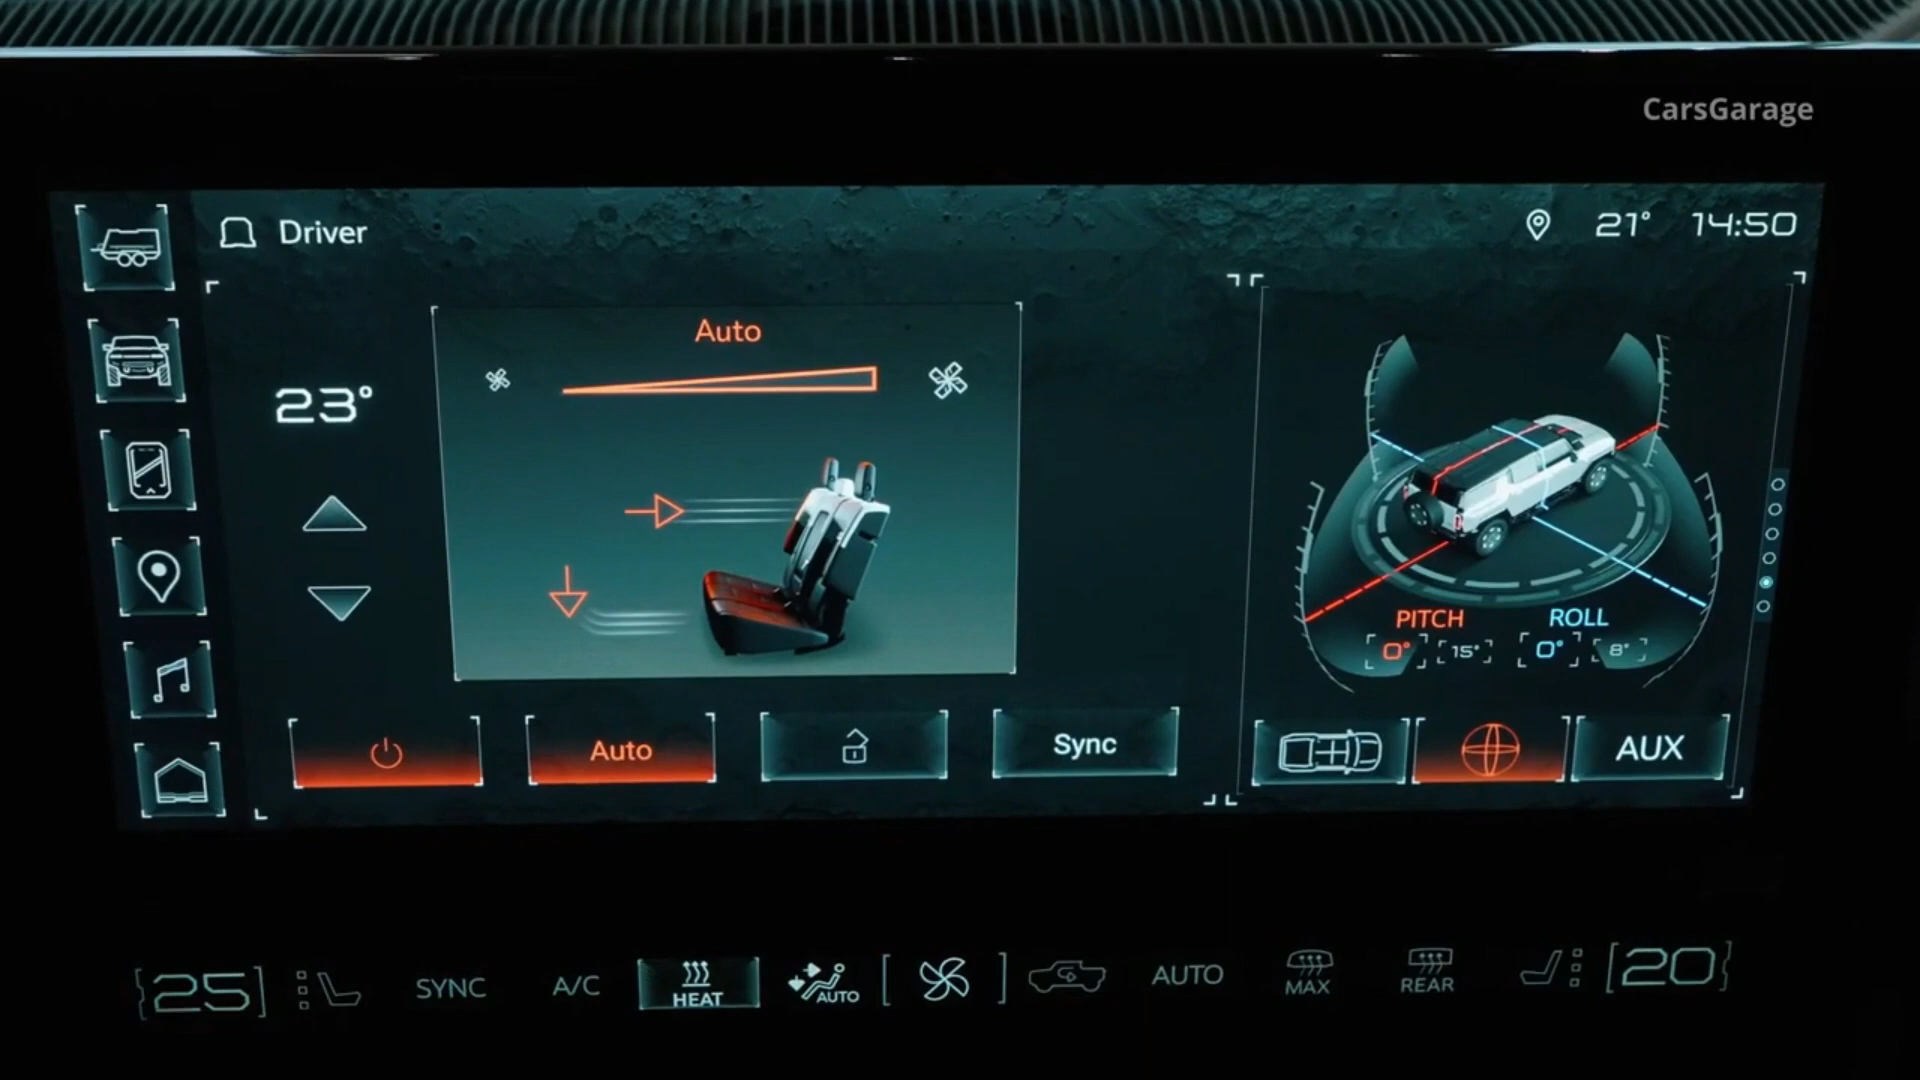 CarsGarage
Driver
21° 14:50
Auto
23°
PITCH ROLL
0° 15° 0° 8°
Auto Sync AUX
25 SYNC A/C HEAT AUTO AUTO MAX REAR 20